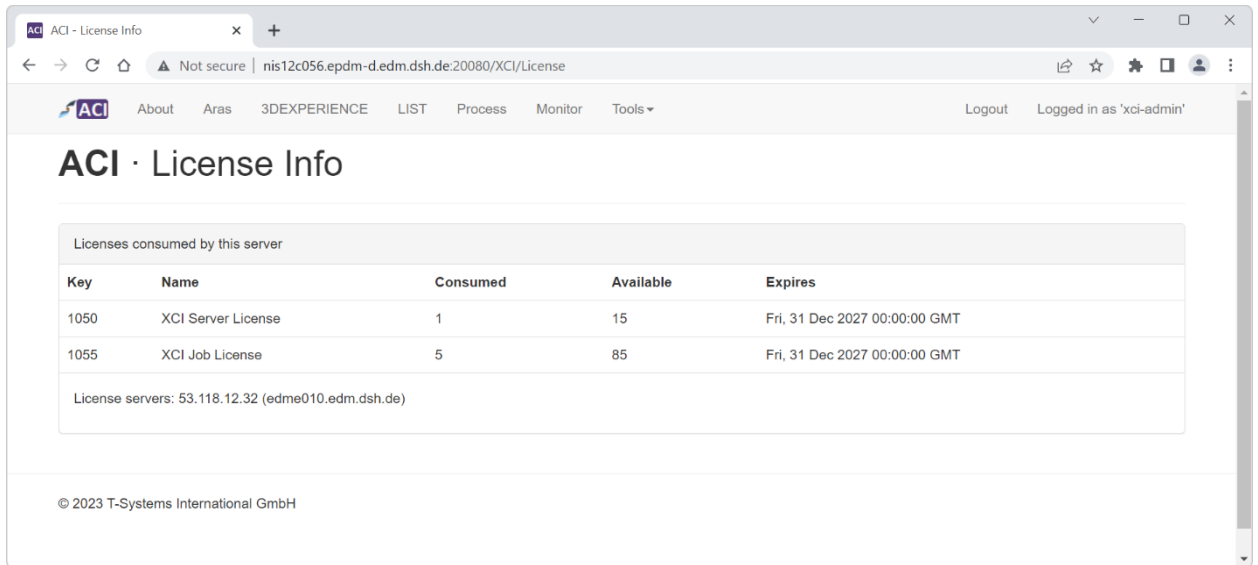 ACI ACI - License Info
Not secure | nis12c056.epdm-d.edm.dsh.de:20080/XCI/License
ACI About Aras 3DEXPERIENCE LIST Process Monitor Tools Logout Logged in as 'xci-admin'
ACI · License Info
Licenses consumed by this server
Key Name Consumed Available Expires
1050 XCI Server License 1 15 Fri, 31 Dec 2027 00:00:00 GMT
1055 XCI Job License 5 85 Fri, 31 Dec 2027 00:00:00 GMT
License servers: 53.118.12.32 (edme010.edm.dsh.de)
© 2023 T-Systems International GmbH